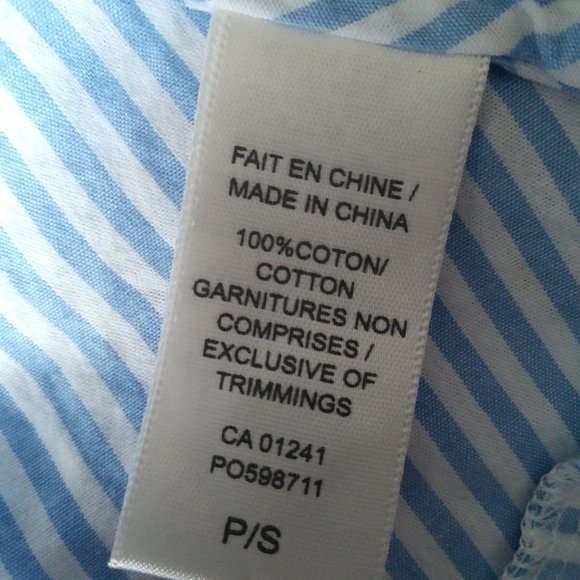 FAIT EN CHINE /
MADE IN CHINA
100%COTON/
COTTON
GARNITURES NON
COMPRISES /
EXCLUSIVE OF
TRIMMINGS
CA 01241
PO598711
P/S